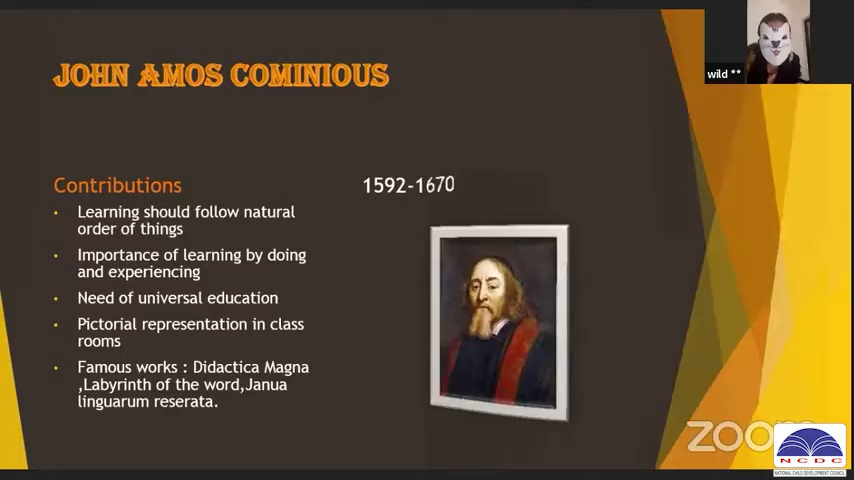 JOHN AMOS COMINIOUS
wild **
Contributions
1592-1670
• Learning should follow natural
order of things
• Importance of learning by doing
and experiencing
• Need of universal education
• Pictorial representation in class
rooms
• Famous works : Didactica Magna
,Labyrinth of the word,Janua
linguarum reserata.
zoom
NCDC
NATIONAL CHILD DEVELOPMENT COUNCIL